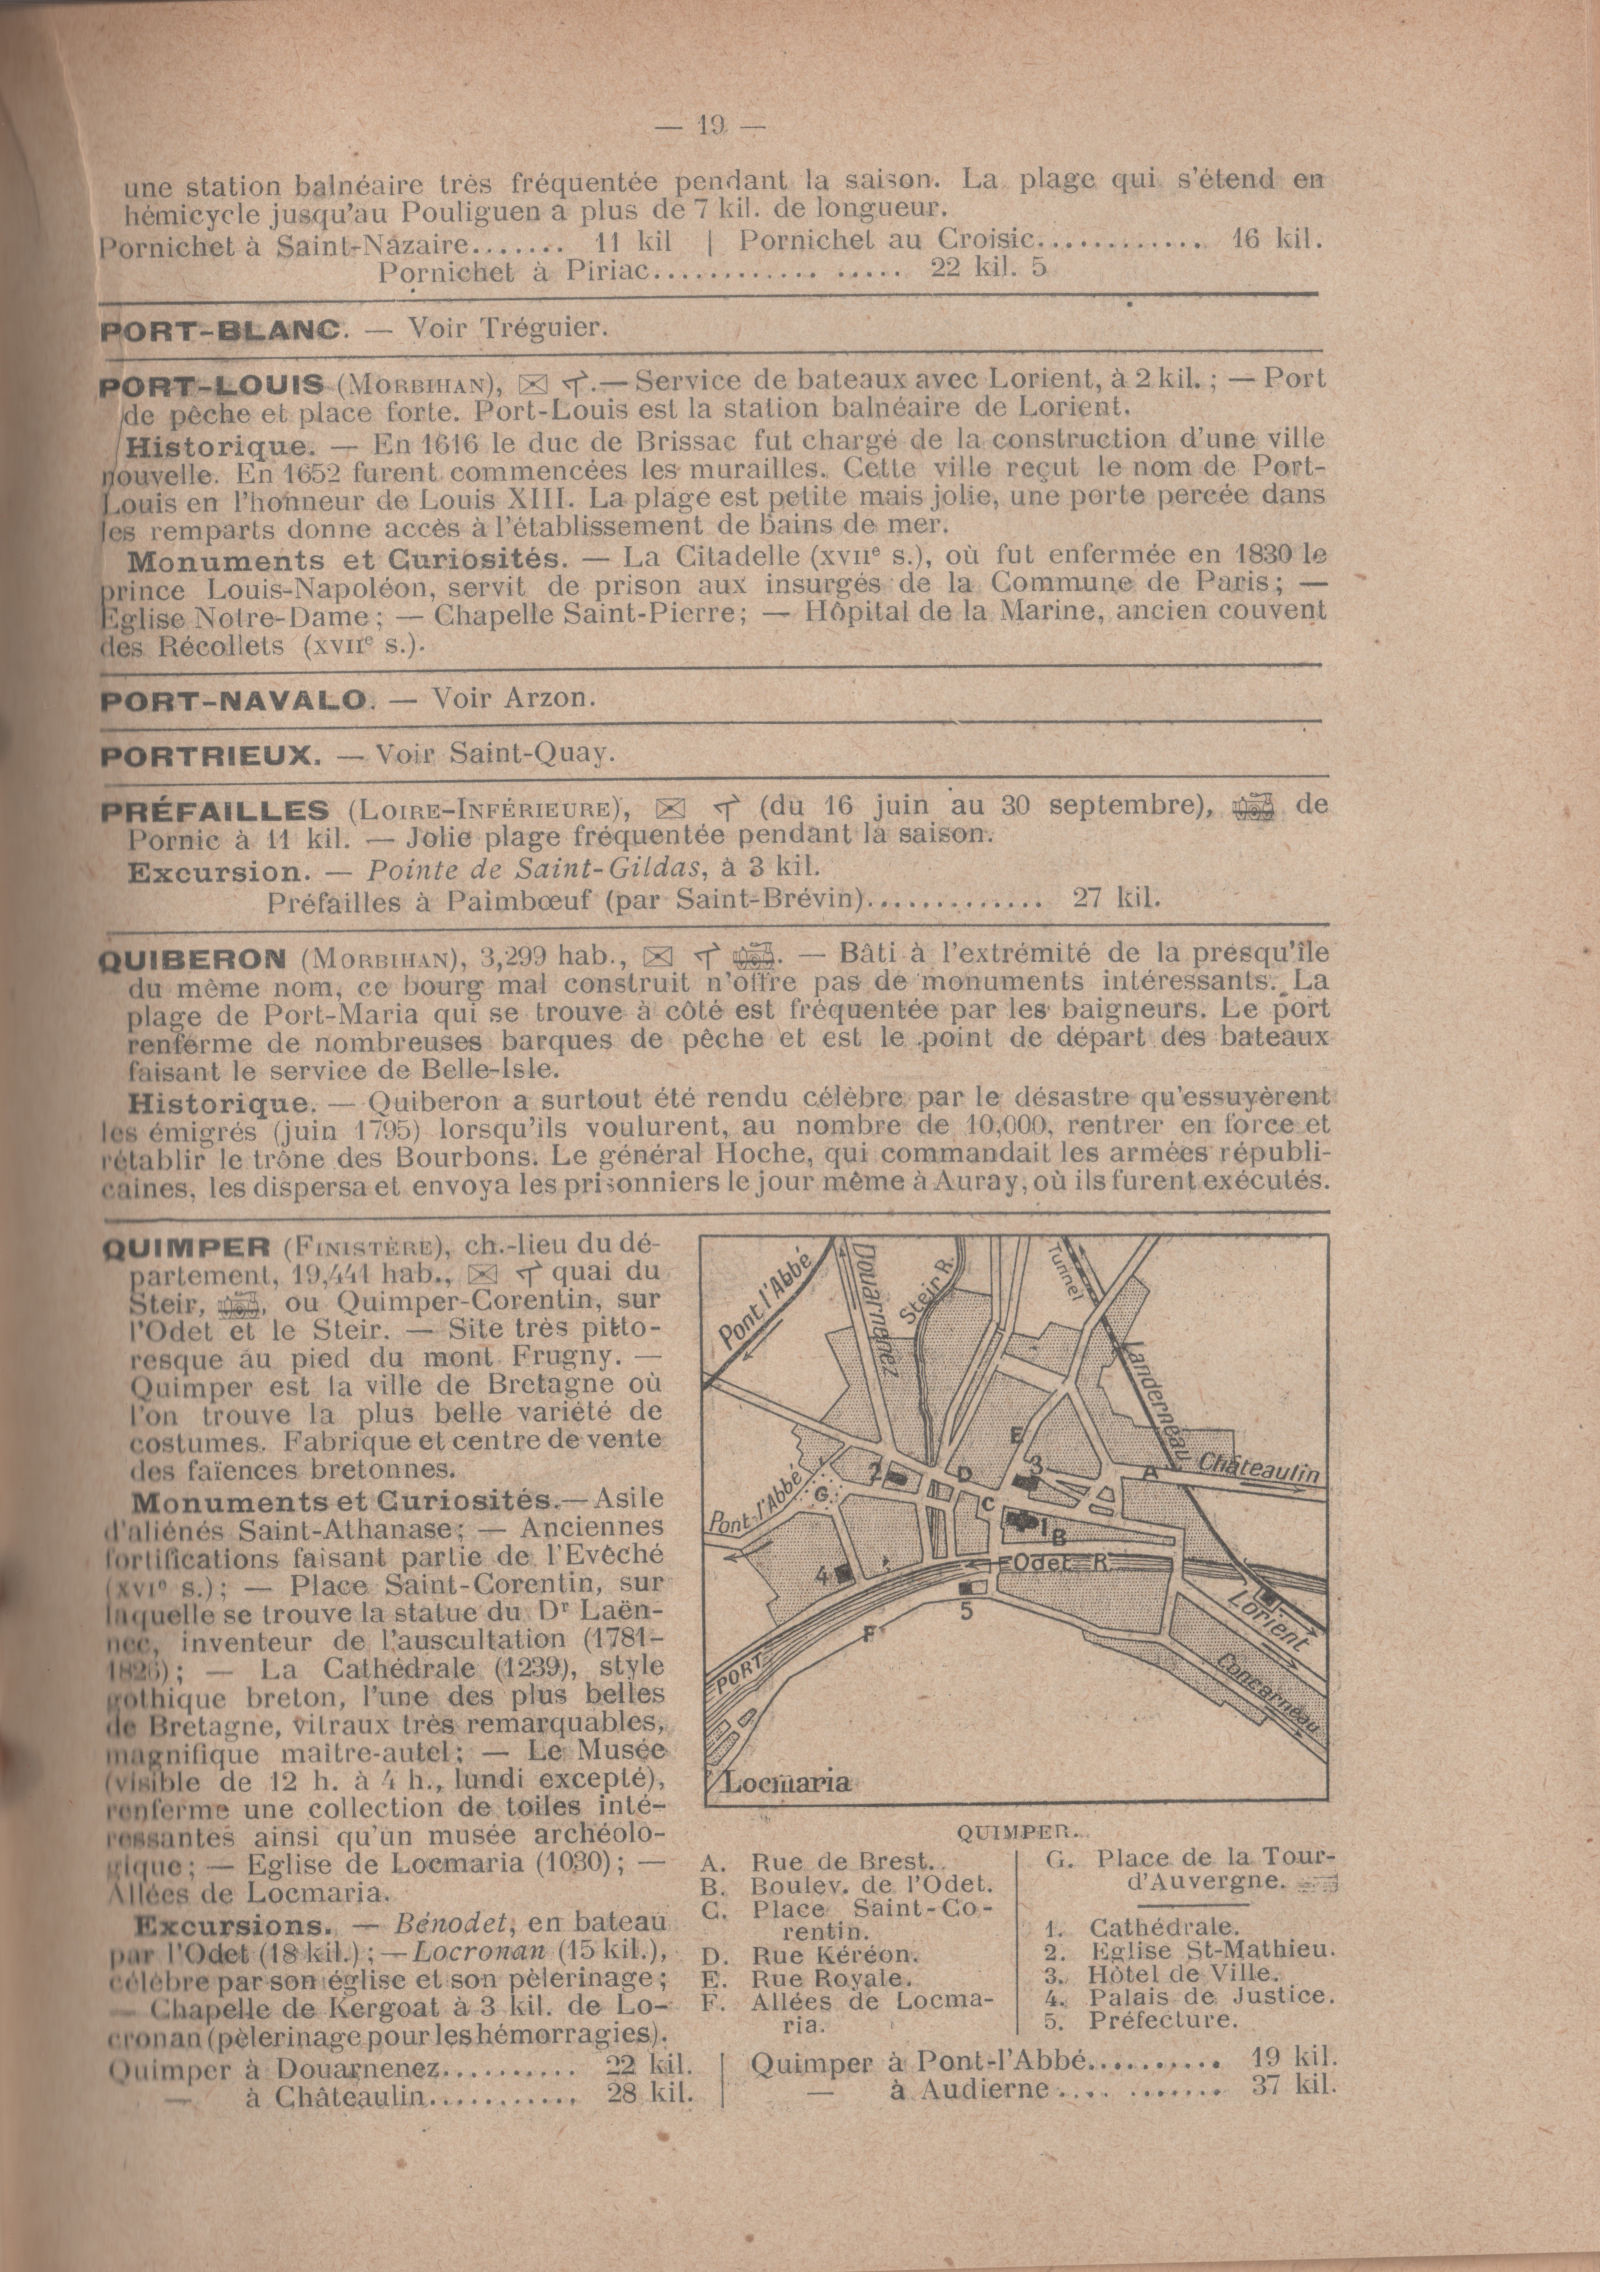 — 19 —
une station balnéaire très fréquentée pendant la saison. La plage qui s'étend en
hémicycle jusqu'au Pouliguen a plus de 7 kil. de longueur.
Pornichet à Saint-Nazaire....... 11 kil | Pornichet au Croisic............ 16 kil.
Pornichet à Piriac............ ..... 22 kil. 5
PORT-BLANC. — Voir Tréguier.
PORT-LOUIS (MORBIHAN), .— Service de bateaux avec Lorient, à 2 kil. ; — Port
de pêche et place forte. Port-Louis est la station balnéaire de Lorient.
Historique. — En 1616 le duc de Brissac fut chargé de la construction d'une ville
nouvelle. En 1652 furent commencées les murailles. Cette ville reçut le nom de Port-
Louis en l'honneur de Louis XIII. La plage est petite mais jolie, une porte percée dans
les remparts donne accès à l'établissement de bains de mer.
Monuments et Curiosités. — La Citadelle (XVIIe s.), où fut enfermée en 1830 le
prince Louis-Napoléon, servit de prison aux insurgés de la Commune de Paris ; —
Eglise Notre-Dame ; — Chapelle Saint-Pierre ; — Hôpital de la Marine, ancien couvent
des Récollets (XVIIe s.).
PORT-NAVALO. — Voir Arzon.
PORTRIEUX. — Voir Saint-Quay.
PRÉFAILLES (LOIRE-INFÉRIEURE), (du 16 juin au 30 septembre), de
Pornic à 11 kil. — Jolie plage fréquentée pendant la saison.
Excursion. — Pointe de Saint-Gildas, à 3 kil.
Préfailles à Paimbœuf (par Saint-Brévin)............. 27 kil.
QUIBERON (MORBIHAN), 3,299 hab., . — Bâti à l'extrémité de la presqu'île
du même nom, ce bourg mal construit n'offre pas de monuments intéressants. La
plage de Port-Maria qui se trouve à côté est fréquentée par les baigneurs. Le port
renferme de nombreuses barques de pêche et est le point de départ des bateaux
faisant le service de Belle-Isle.
Historique. — Quiberon a surtout été rendu célèbre par le désastre qu'essuyèrent
les émigrés (juin 1795) lorsqu'ils voulurent, au nombre de 10,000, rentrer en force et
rétablir le trône des Bourbons. Le général Hoche, qui commandait les armées républi-
caines, les dispersa et envoya les prisonniers le jour même à Auray, où ils furent exécutés.
QUIMPER (FINISTÈRE), ch.-lieu du dé-
partement, 19,441 hab., quai du
Steir, , ou Quimper-Corentin, sur
l'Odet et le Steir. — Site très pitto-
resque au pied du mont Frugny. —
Quimper est la ville de Bretagne où
l'on trouve la plus belle variété de
costumes. Fabrique et centre de vente
des faïences bretonnes.
Monuments et Curiosités.— Asile
d'aliénés Saint-Athanase ; — Anciennes
fortifications faisant partie de l'Evêché
(XVIe s.) ; — Place Saint-Corentin, sur
laquelle se trouve la statue du Dr Laën-
nec, inventeur de l'auscultation (1781-
1826) ; — La Cathédrale (1239), style
gothique breton, l'une des plus belles
de Bretagne, vitraux très remarquables,
magnifique maître-autel ; — Le Musée
(visible de 12 h. à 4 h., lundi excepté),
renferme une collection de toiles inté-
ressantes ainsi qu'un musée archéolo-
gique ; — Eglise de Locmaria (1030) ; —
Allées de Locmaria.
Excursions. — Bénodet, en bateau
par l'Odet (18 kil.) ; — Locronan (15 kil.),
célèbre par son église et son pèlerinage ;
— Chapelle de Kergoat à 3 kil. de Lo-
cronan (pèlerinage pour les hémorragies).
Pont l'Abbé
Douarnenez
Steir R.
Tunnel
Landerneau
Châteaulin
A
E
2
D
3
C
G
Pont l'Abbé
1
B
Odet R.
4
5
F
Lorient
PORT
Concarneau
Locmaria
QUIMPER.
A. Rue de Brest.
B. Boulev. de l'Odet.
C. Place Saint-Co-
rentin.
D. Rue Kéréon.
E. Rue Royale.
F. Allées de Locma-
ria.
G. Place de la Tour-
d'Auvergne.
1. Cathédrale.
2. Eglise St-Mathieu.
3. Hôtel de Ville.
4. Palais de Justice.
5. Préfecture.
Quimper à Douarnenez.......... 22 kil. | Quimper à Pont-l'Abbé.......... 19 kil.
— à Châteaulin........... 28 kil. | — à Audierne.... ....... 37 kil.